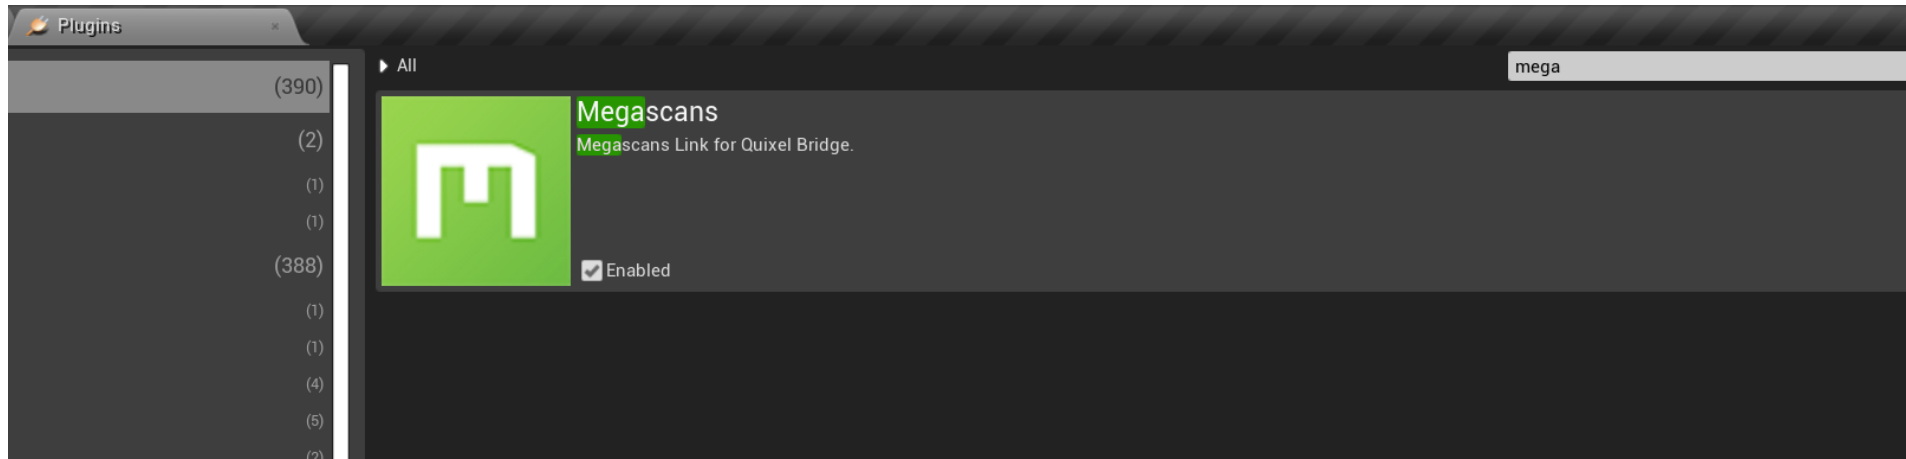 Plugins
(390)
(2)
(1)
(1)
(388)
(1)
(1)
(4)
(5)
(2)
All
mega
Megascans
Megascans Link for Quixel Bridge.
Enabled